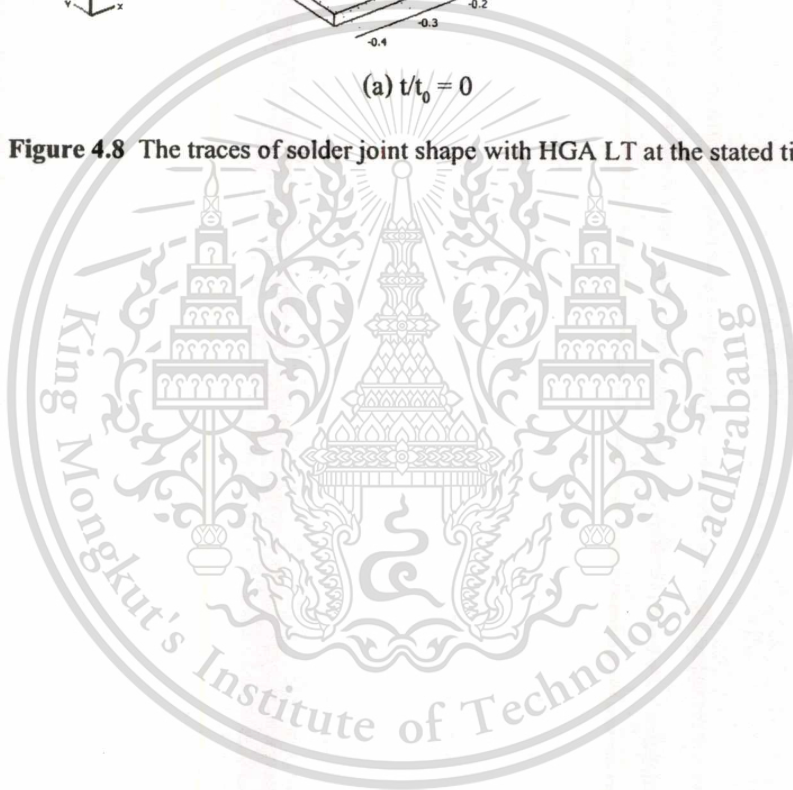 Y x
-0.2
-0.3
-0.4
(a) t/t₀ = 0
Figure 4.8 The traces of solder joint shape with HGA LT at the stated ti
King Mongkut's Institute of Technology Ladkrabang